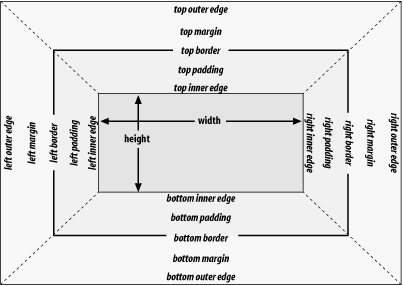 top outer edge
top margin
top border
top padding
top inner edge
left outer edge
left margin
left border
left padding
left inner edge
width
height
right inner edge
right padding
right border
right margin
right outer edge
bottom inner edge
bottom padding
bottom border
bottom margin
bottom outer edge